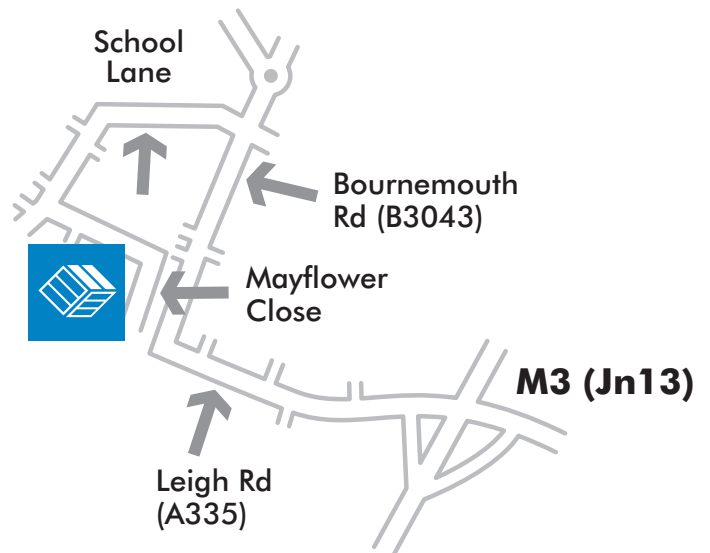 School
Lane
Bournemouth
Rd (B3043)
Mayflower
Close
M3 (Jn13)
Leigh Rd
(A335)